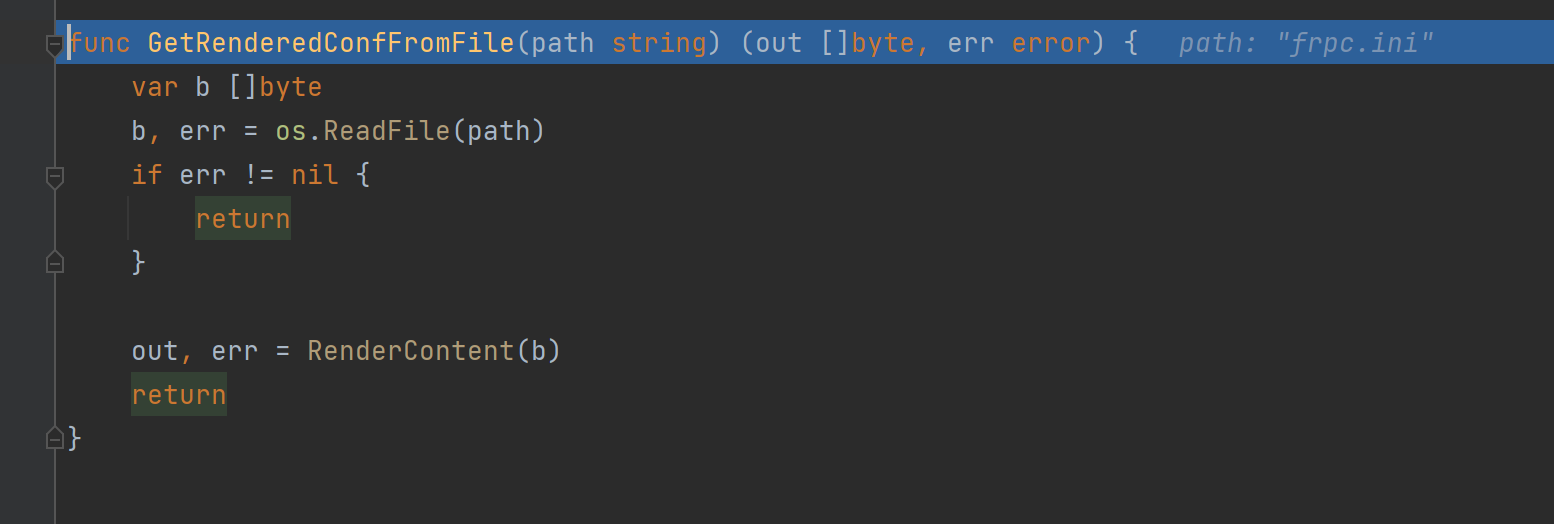 func GetRenderedConfFromFile(path string) (out []byte, err error) {   path: "frpc.ini"
    var b []byte
    b, err = os.ReadFile(path)
    if err != nil {
        return
    }
    out, err = RenderContent(b)
    return
}